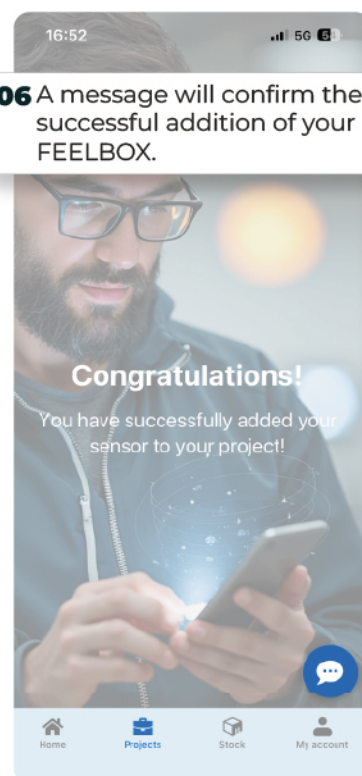 16:52
5G 5
06 A message will confirm the
successful addition of your
FEELBOX.
Congratulations!
You have successfully added your
sensor to your project!
Home Projects Stock My account